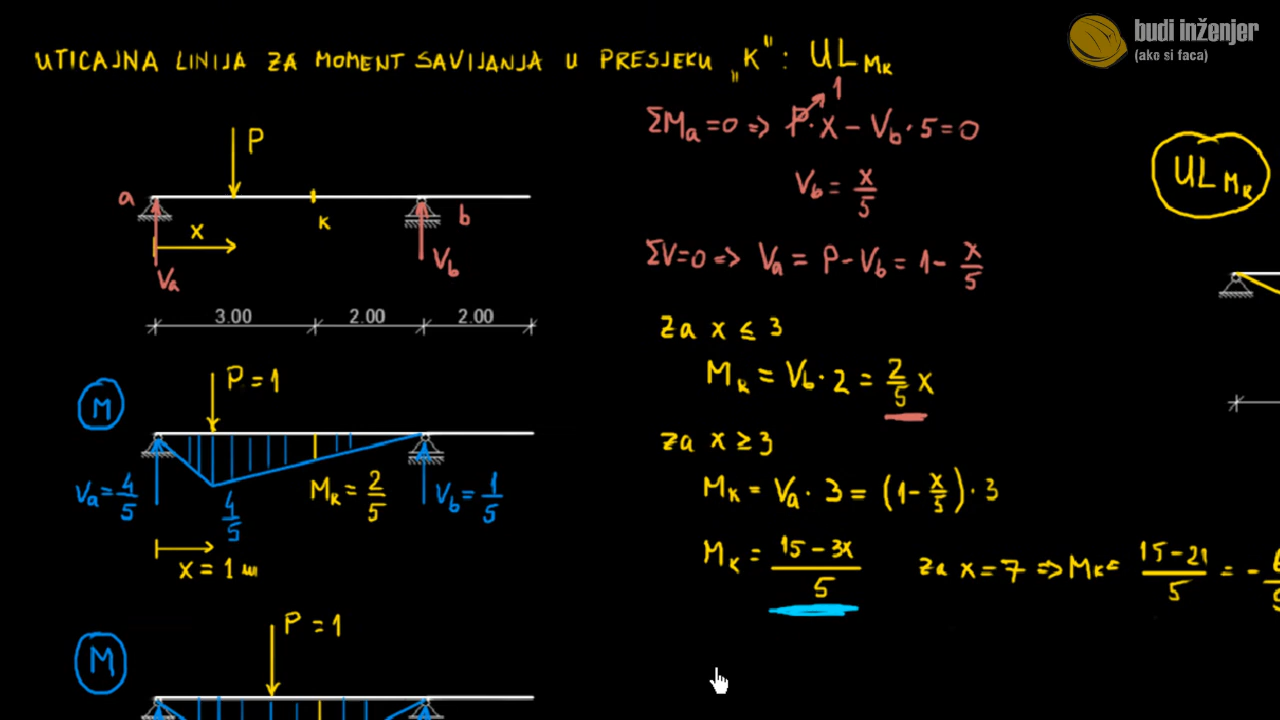 budi inženjer
(ako si faca)
UTICAJNA LINIJA ZA MOMENT SAVIJANJA U PRESJEKU „K": ULMk
P
a
K
b
x
Va
Vb
3.00 2.00 2.00
ΣMa=0 => P·x - Vb·5=0
1
Vb = x/5
ΣV=0 => Va = P-Vb = 1- x/5
Za x ≤ 3
Mk = Vb·2 = 2/5 x
Za x ≥ 3
Mk = Va·3 = (1- x/5)·3
Mk = 15-3x/5
Za x=7 => Mk= 15-21/5 = -
ULMk
M
P=1
Va=4/5
4/5
Mk=2/5
Vb=1/5
x=1m
M
P=1